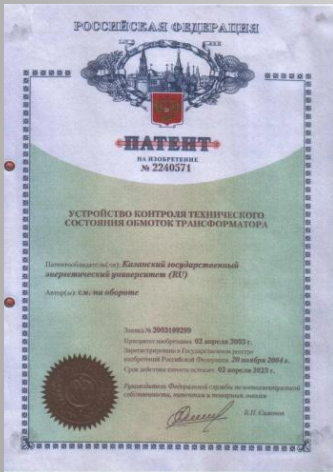 РОССИЙСКАЯ ФЕДЕРАЦИЯ
ПАТЕНТ
НА ИЗОБРЕТЕНИЕ
№ 2240571
УСТРОЙСТВО КОНТРОЛЯ ТЕХНИЧЕСКОГО
СОСТОЯНИЯ ОБМОТОК ТРАНСФОРМАТОРА
Патентообладатель(ли): Казанский государственный
энергетический университет (RU)
Автор(ы): см. на обороте
Заявка № 2003109299
Приоритет изобретения 02 апреля 2003 г.
Зарегистрировано в Государственном реестре
изобретений Российской Федерации 20 ноября 2004 г.
Срок действия патента истекает 02 апреля 2023 г.
Руководитель Федеральной службы по интеллектуальной
собственности, патентам и товарным знакам
Б.П. Симонов